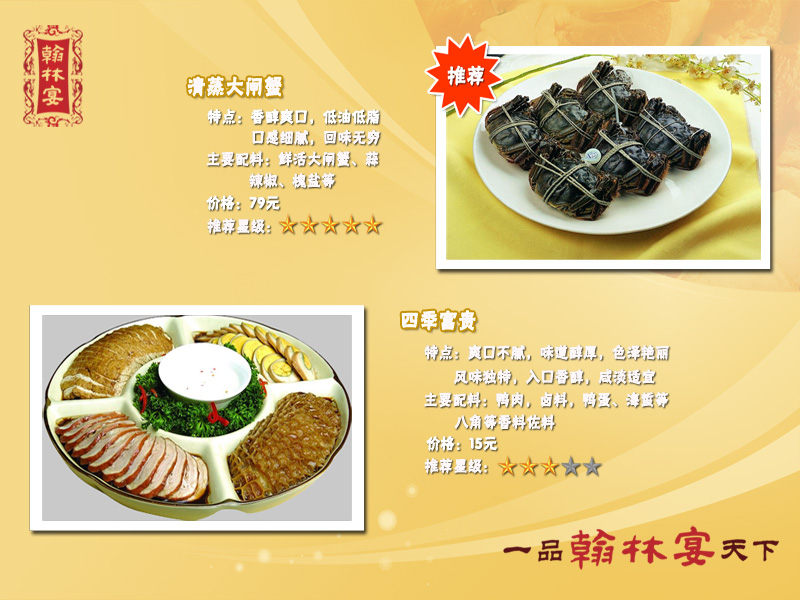 翰林宴
清蒸大闸蟹
特点：香醇爽口，低油低脂
口感细腻，回味无穷
主要配料：鲜活大闸蟹、蒜
辣椒、槐盐等
价格：79元
推荐星级：
推荐
四季富贵
特点：爽口不腻，味道醇厚，色泽艳丽
风味独特，入口香醇，咸淡适宜
主要配料：鸭肉，卤料，鸭蛋、海蜇等
八角等香料佐料
价格：15元
推荐星级：
一品翰林宴天下